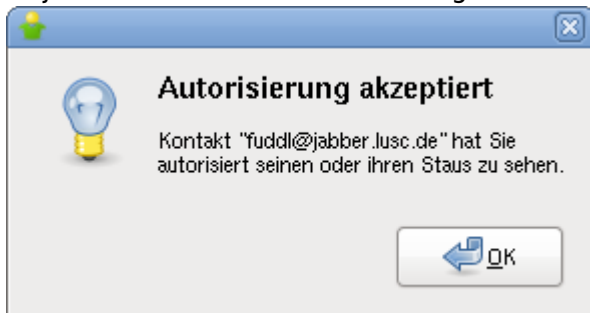 Autorisierung akzeptiert
Kontakt "fuddl@jabber.lusc.de" hat Sie
autorisiert seinen oder ihren Staus zu sehen.
OK